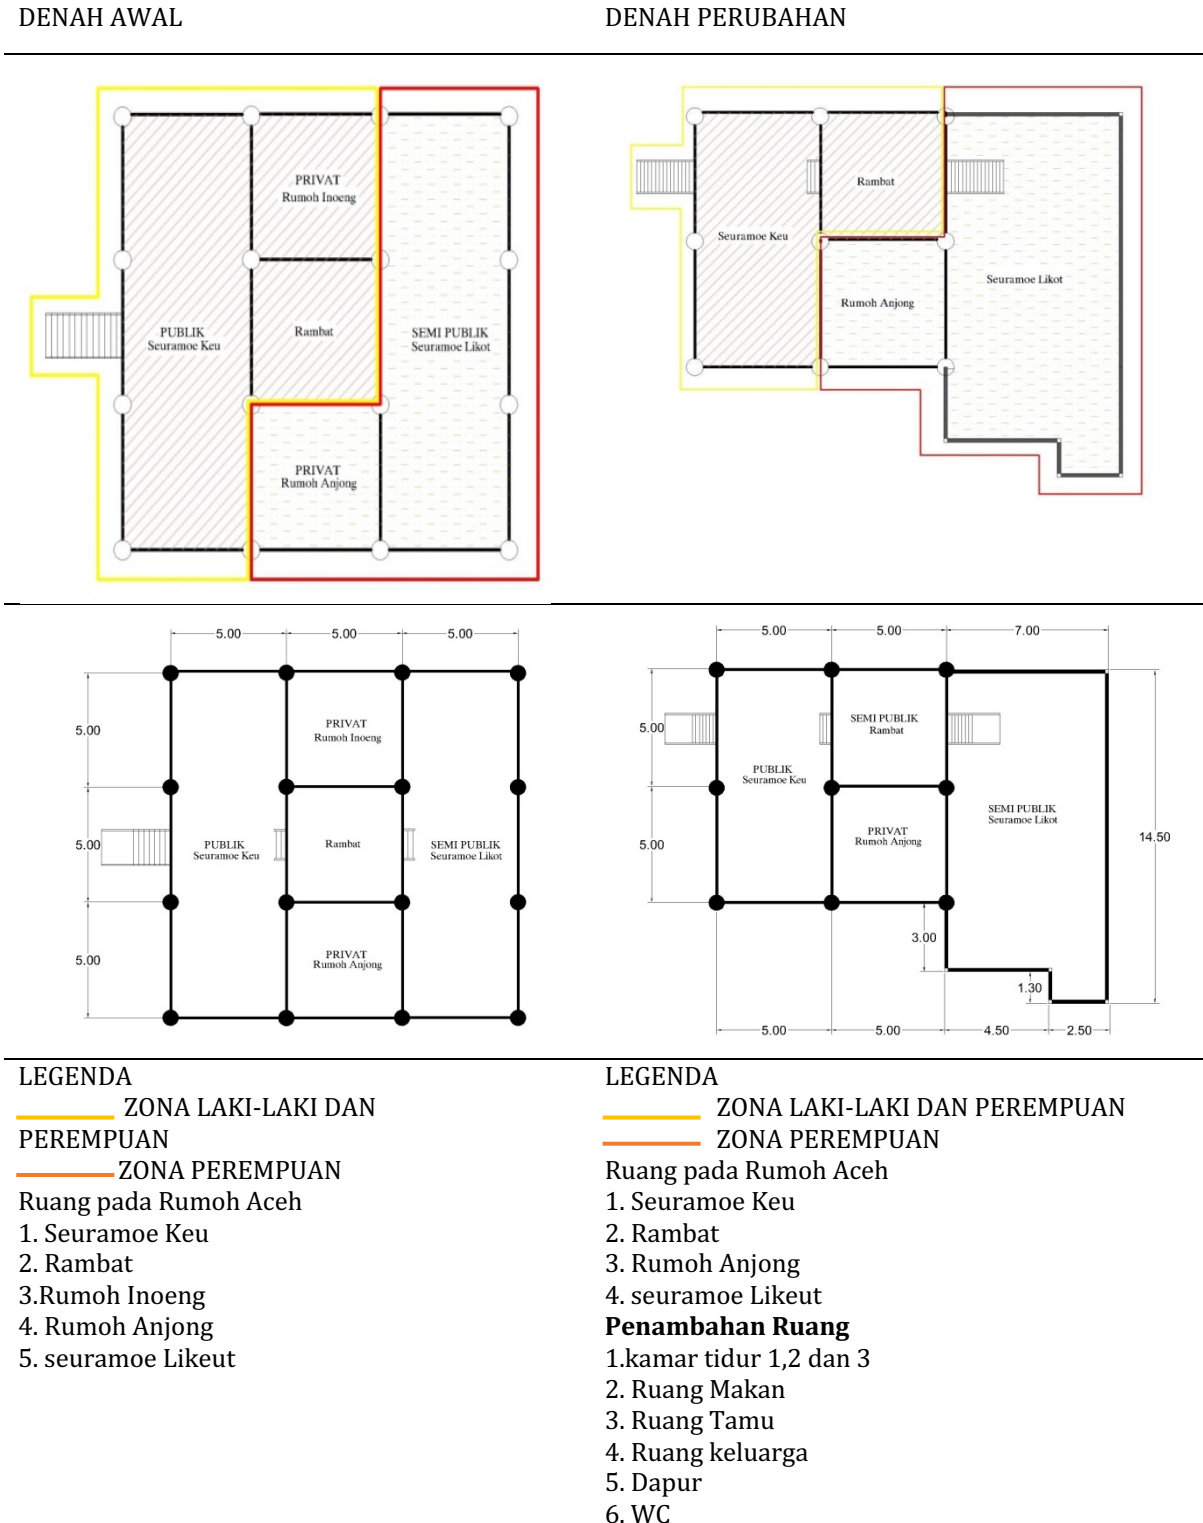 DENAH AWAL
DENAH PERUBAHAN
PRIVAT
Rumoh Inoeng
PUBLIK
Seuramoe Keu
Rambat
SEMI PUBLIK
Seuramoe Likot
PRIVAT
Rumoh Anjong
Rambat
Seuramoe Keu
Rumoh Anjong
Seuramoe Likot
5.00
5.00
5.00
5.00
PRIVAT
Rumoh Inoeng
5.00
PUBLIK
Seuramoe Keu
Rambat
SEMI PUBLIK
Seuramoe Likot
5.00
PRIVAT
Rumoh Anjong
5.00
5.00
7.00
5.00
SEMI PUBLIK
Rambat
PUBLIK
Seuramoe Keu
SEMI PUBLIK
Seuramoe Likot
5.00
PRIVAT
Rumoh Anjong
14.50
3.00
1.30
5.00
5.00
4.50
2.50
LEGENDA
ZONA LAKI-LAKI DAN
PEREMPUAN
ZONA PEREMPUAN
Ruang pada Rumoh Aceh
1. Seuramoe Keu
2. Rambat
3.Rumoh Inoeng
4. Rumoh Anjong
5. seuramoe Likeut
LEGENDA
ZONA LAKI-LAKI DAN PEREMPUAN
ZONA PEREMPUAN
Ruang pada Rumoh Aceh
1. Seuramoe Keu
2. Rambat
3. Rumoh Anjong
4. seuramoe Likeut
Penambahan Ruang
1.kamar tidur 1,2 dan 3
2. Ruang Makan
3. Ruang Tamu
4. Ruang keluarga
5. Dapur
6. WC